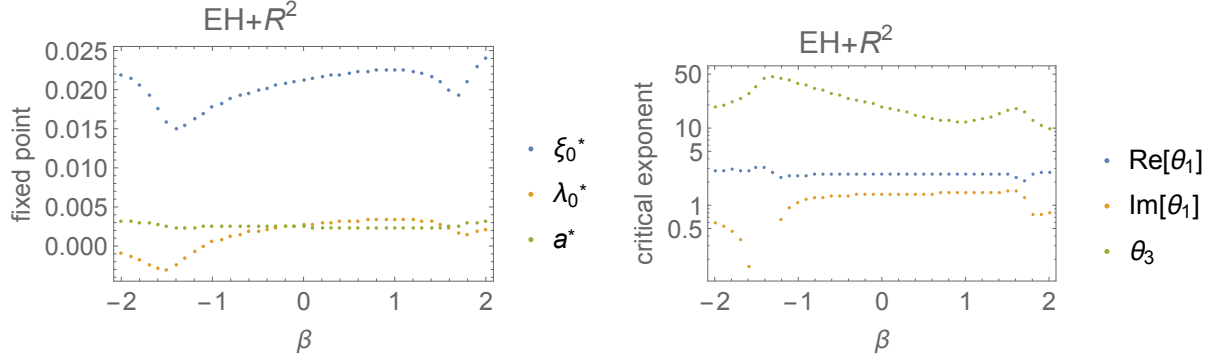 EH+R²
0.025
0.020
0.015
0.010
0.005
0.000
fixed point
−2 −1 0 1 2
β
ξ₀*
λ₀*
a*
EH+R²
50
10
5
1
0.5
critical exponent
−2 −1 0 1 2
β
Re[θ₁]
Im[θ₁]
θ₃